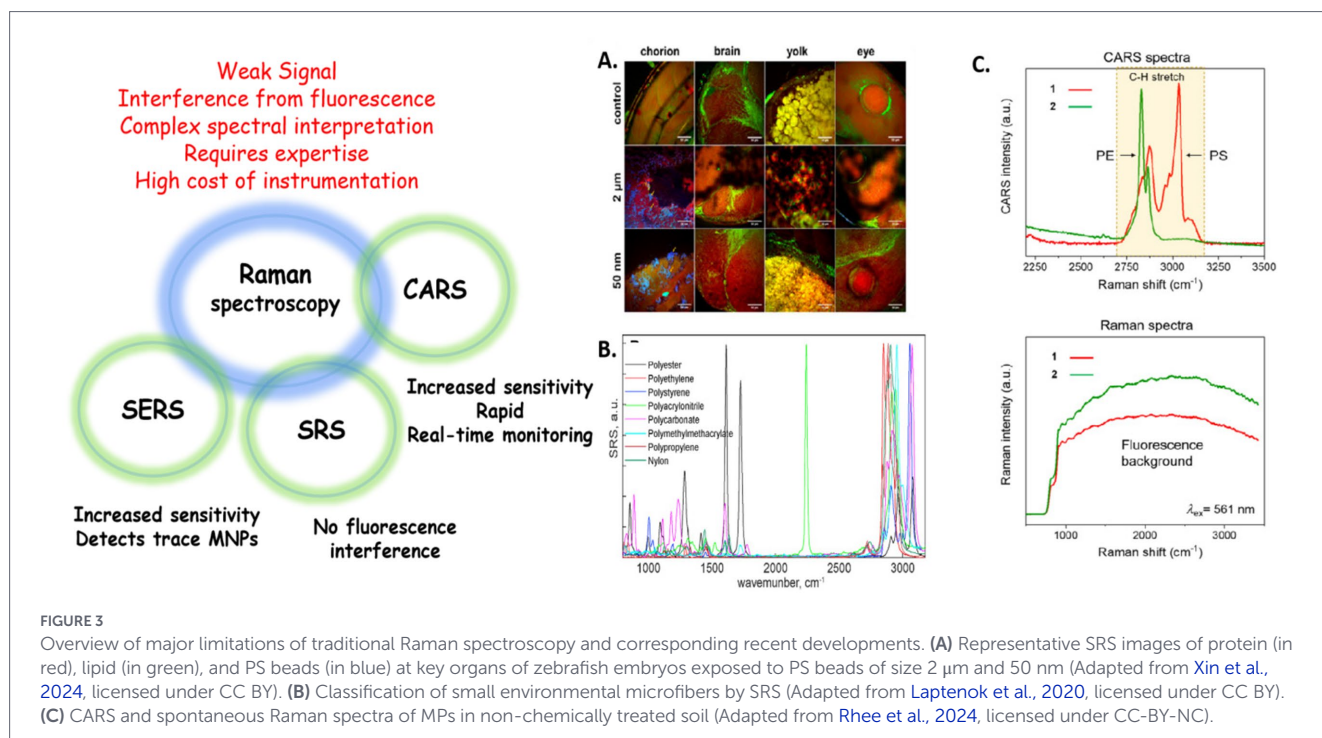 Weak Signal
Interference from fluorescence
Complex spectral interpretation
Requires expertise
High cost of instrumentation
Raman
spectroscopy
CARS
SERS
SRS
Increased sensitivity
Rapid
Real-time monitoring
Increased sensitivity
Detects trace MNPs
No fluorescence
interference
A.
chorion brain yolk eye
control
2 μm
50 nm
B.
Polyester
Polyethylene
Polystyrene
Polyacrylonitrile
Polycarbonate
Polymethylmethacrylate
Polypropylene
Nylon
SRS, a.u.
1000 1500 2000 2500 3000
wavemunber, cm-1
C.
CARS spectra
C-H stretch
1
2
PE
PS
CARS intensity (a.u.)
2250 2500 2750 3000 3250 3500
Raman shift (cm-1)
Raman spectra
1
2
Fluorescence
background
λex= 561 nm
Raman intensity (a.u.)
1000 2000 3000
Raman shift (cm-1)
FIGURE 3
Overview of major limitations of traditional Raman spectroscopy and corresponding recent developments. (A) Representative SRS images of protein (in
red), lipid (in green), and PS beads (in blue) at key organs of zebrafish embryos exposed to PS beads of size 2 μm and 50 nm (Adapted from Xin et al.,
2024, licensed under CC BY). (B) Classification of small environmental microfibers by SRS (Adapted from Laptenok et al., 2020, licensed under CC BY).
(C) CARS and spontaneous Raman spectra of MPs in non-chemically treated soil (Adapted from Rhee et al., 2024, licensed under CC-BY-NC).